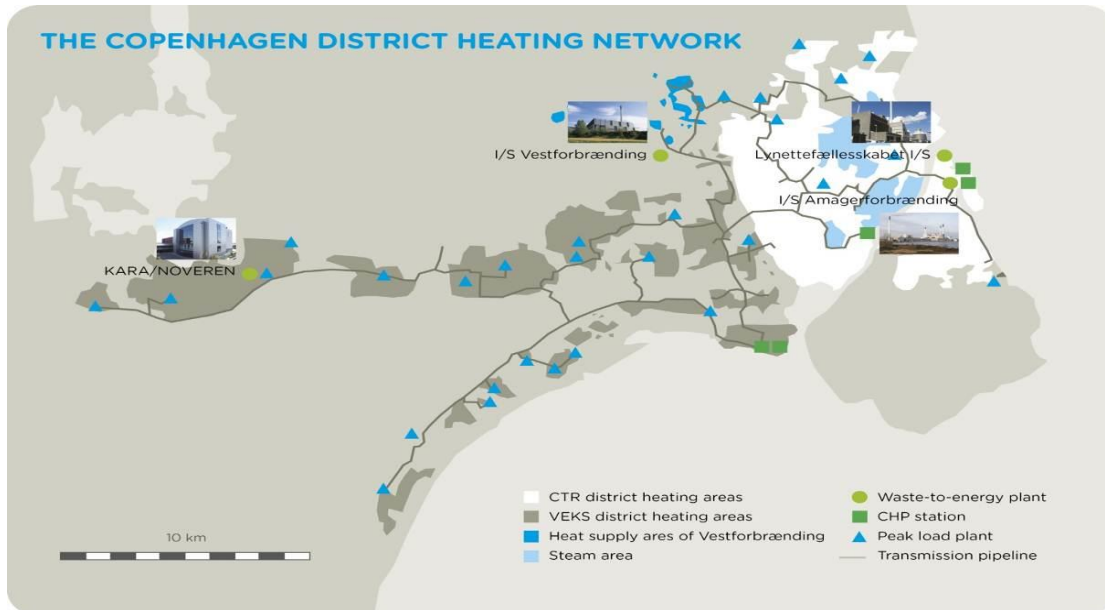 THE COPENHAGEN DISTRICT HEATING NETWORK
I/S Vestforbrænding
Lynettefællesskabet I/S
I/S Amagerforbrænding
KARA/NOVEREN
10 km
CTR district heating areas
VEKS district heating areas
Heat supply ares of Vestforbrænding
Steam area
Waste-to-energy plant
CHP station
Peak load plant
Transmission pipeline